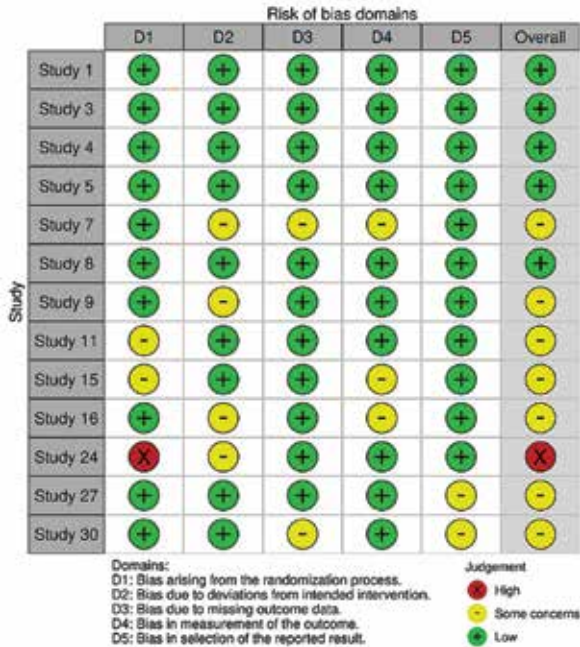 Risk of bias domains
D1 D2 D3 D4 D5 Overall
Study
Study 1 + + + + + +
Study 3 + + + + + +
Study 4 + + + + + +
Study 5 + + + + + +
Study 7 + - - - + -
Study 8 + + + + + +
Study 9 + - + + + -
Study 11 - + + + + -
Study 15 - + + - + -
Study 16 + - + - + -
Study 24 X - + + + X
Study 27 + + + + - -
Study 30 + + - + - -
Domains:
D1: Bias arising from the randomization process.
D2: Bias due to deviations from intended intervention.
D3: Bias due to missing outcome data.
D4: Bias in measurement of the outcome.
D5: Bias in selection of the reported result.
Judgement
X High
- Some concerns
+ Low